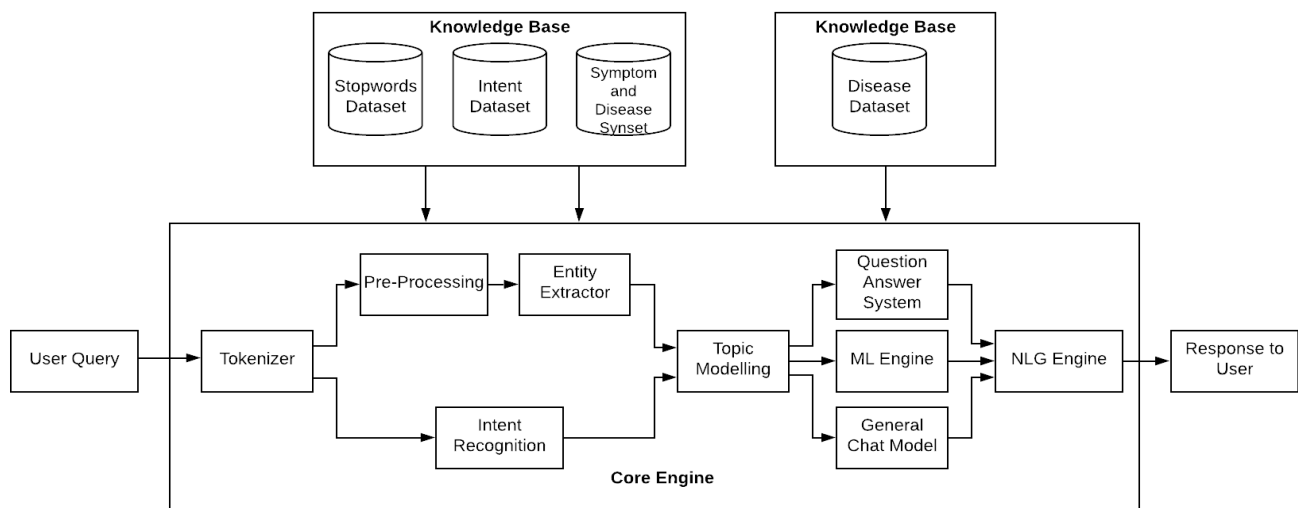 Knowledge Base
Stopwords
Dataset
Intent
Dataset
Symptom
and
Disease
Synset
Knowledge Base
Disease
Dataset
User Query
Tokenizer
Pre-Processing
Entity
Extractor
Intent
Recognition
Topic
Modelling
Question
Answer
System
ML Engine
General
Chat Model
NLG Engine
Response to
User
Core Engine